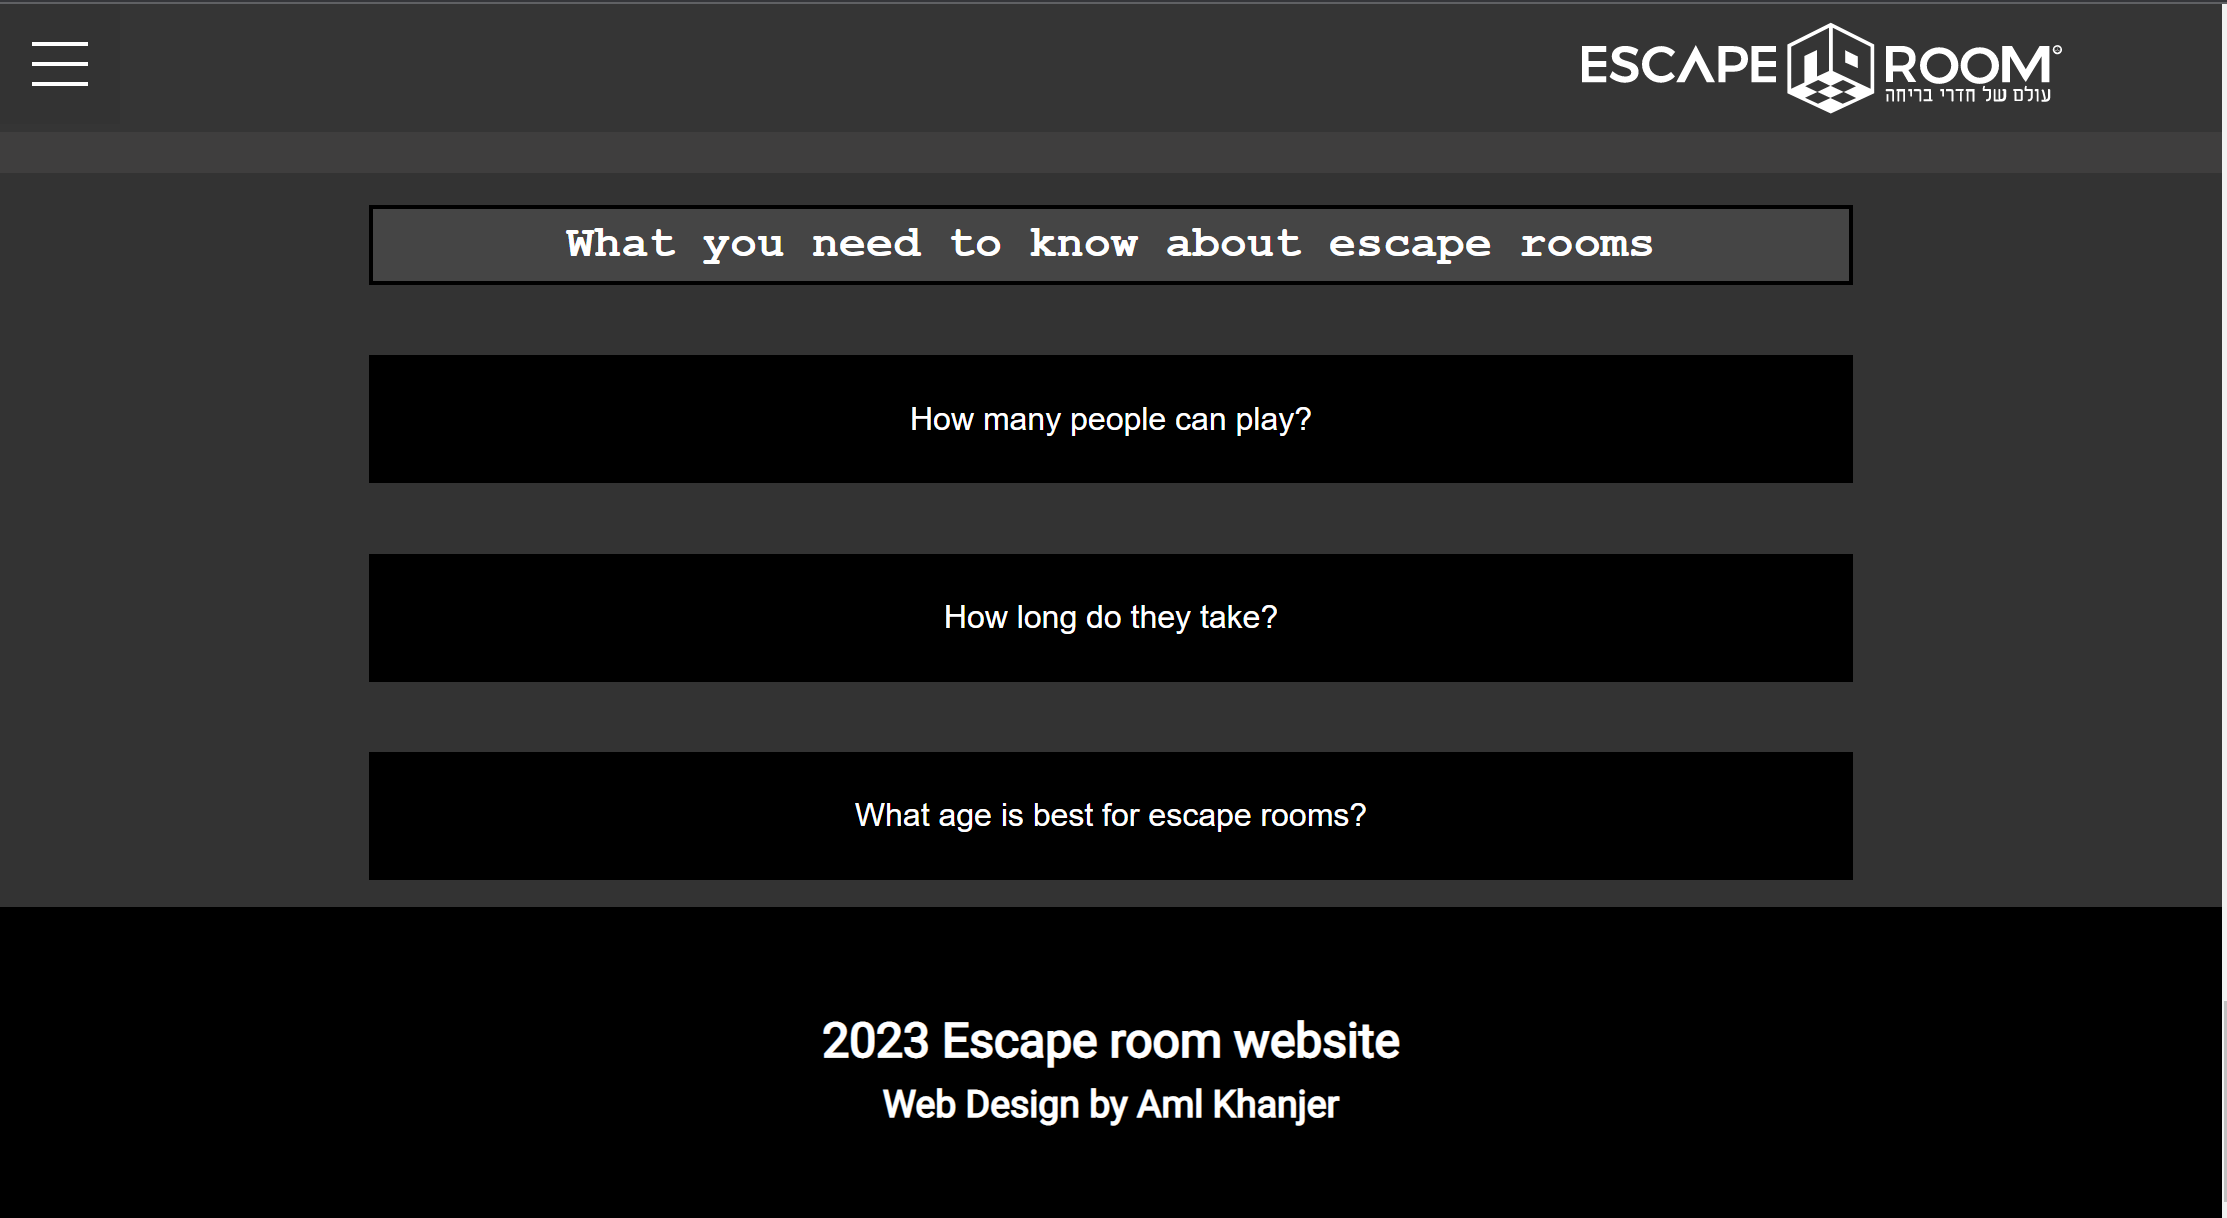 ESCAPE ROOM
עולם של חדרי בריחה
What you need to know about escape rooms
How many people can play?
How long do they take?
What age is best for escape rooms?
2023 Escape room website
Web Design by Aml Khanjer